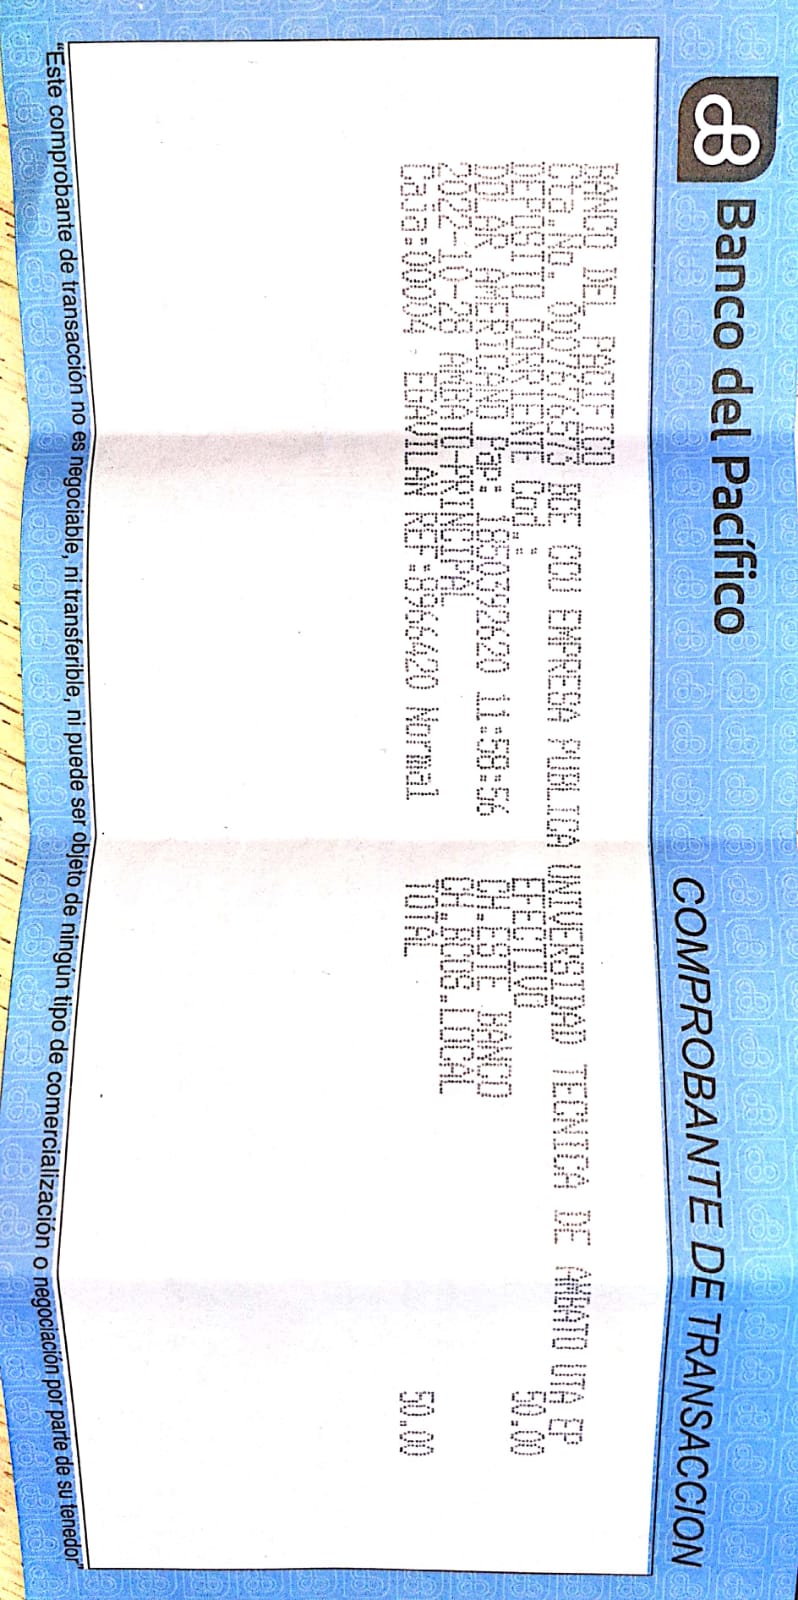 Banco del Pacífico
COMPROBANTE DE TRANSACCION
BANCO DEL PACIFICO
Cta.No. 0007676573 BCE CCU EMPRESA PUBLICA UNIVERSIDAD TECNICA DE AMBATO UTA EP
DEPOSITO CORRIENTE Cod.: EFECTIVO 50.00
DOLAR AMERICANO Pap: 1850392620 11:58:56 CH.ESTE BANCO
2022-10-28 AMBATO-PRINCIPAL CH.BCOS.LOCAL
Caja:00004 EGAVILAN REF:8966420 Normal TOTAL 50.00
“Este comprobante de transacción no es negociable, ni transferible, ni puede ser objeto de ningún tipo de comercialización o negociación por parte de su tenedor”